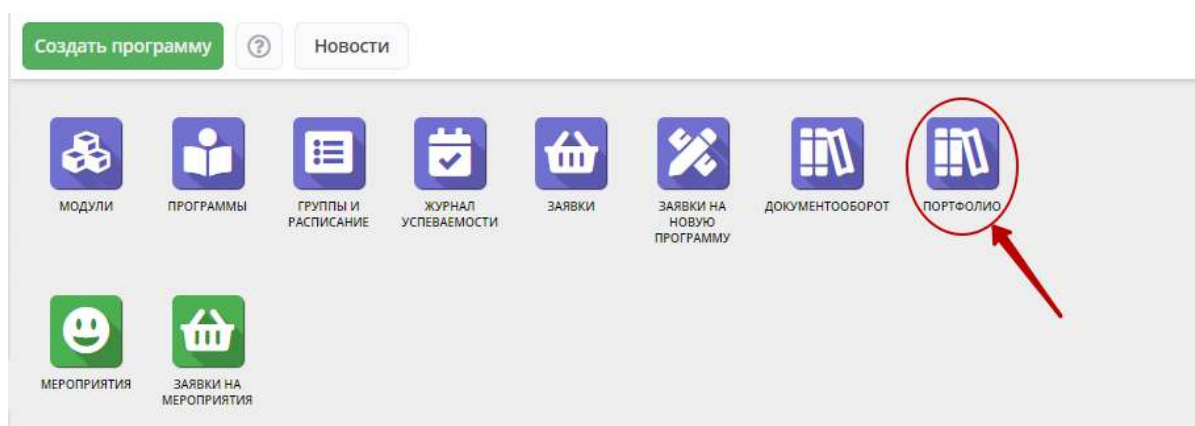 Создать программу
Новости
МОДУЛИ
ПРОГРАММЫ
ГРУППЫ И
РАСПИСАНИЕ
ЖУРНАЛ
УСПЕВАЕМОСТИ
ЗАЯВКИ
ЗАЯВКИ НА
НОВУЮ
ПРОГРАММУ
ДОКУМЕНТООБОРОТ
ПОРТФОЛИО
МЕРОПРИЯТИЯ
ЗАЯВКИ НА
МЕРОПРИЯТИЯ